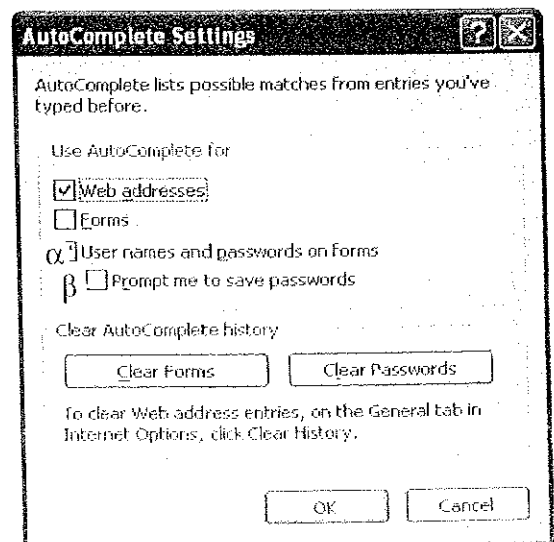 AutoComplete Settings
AutoComplete lists possible matches from entries you've
typed before.
Use AutoComplete for
Web addresses
Forms
α User names and passwords on forms
β Prompt me to save passwords
Clear AutoComplete history
Clear Forms Clear Passwords
To clear Web address entries, on the General tab in
Internet Options, click Clear History.
OK Cancel